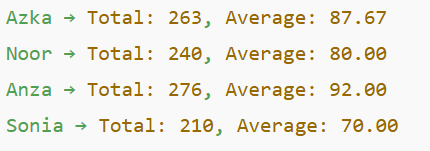 Azka → Total: 263, Average: 87.67
Noor → Total: 240, Average: 80.00
Anza → Total: 276, Average: 92.00
Sonia → Total: 210, Average: 70.00